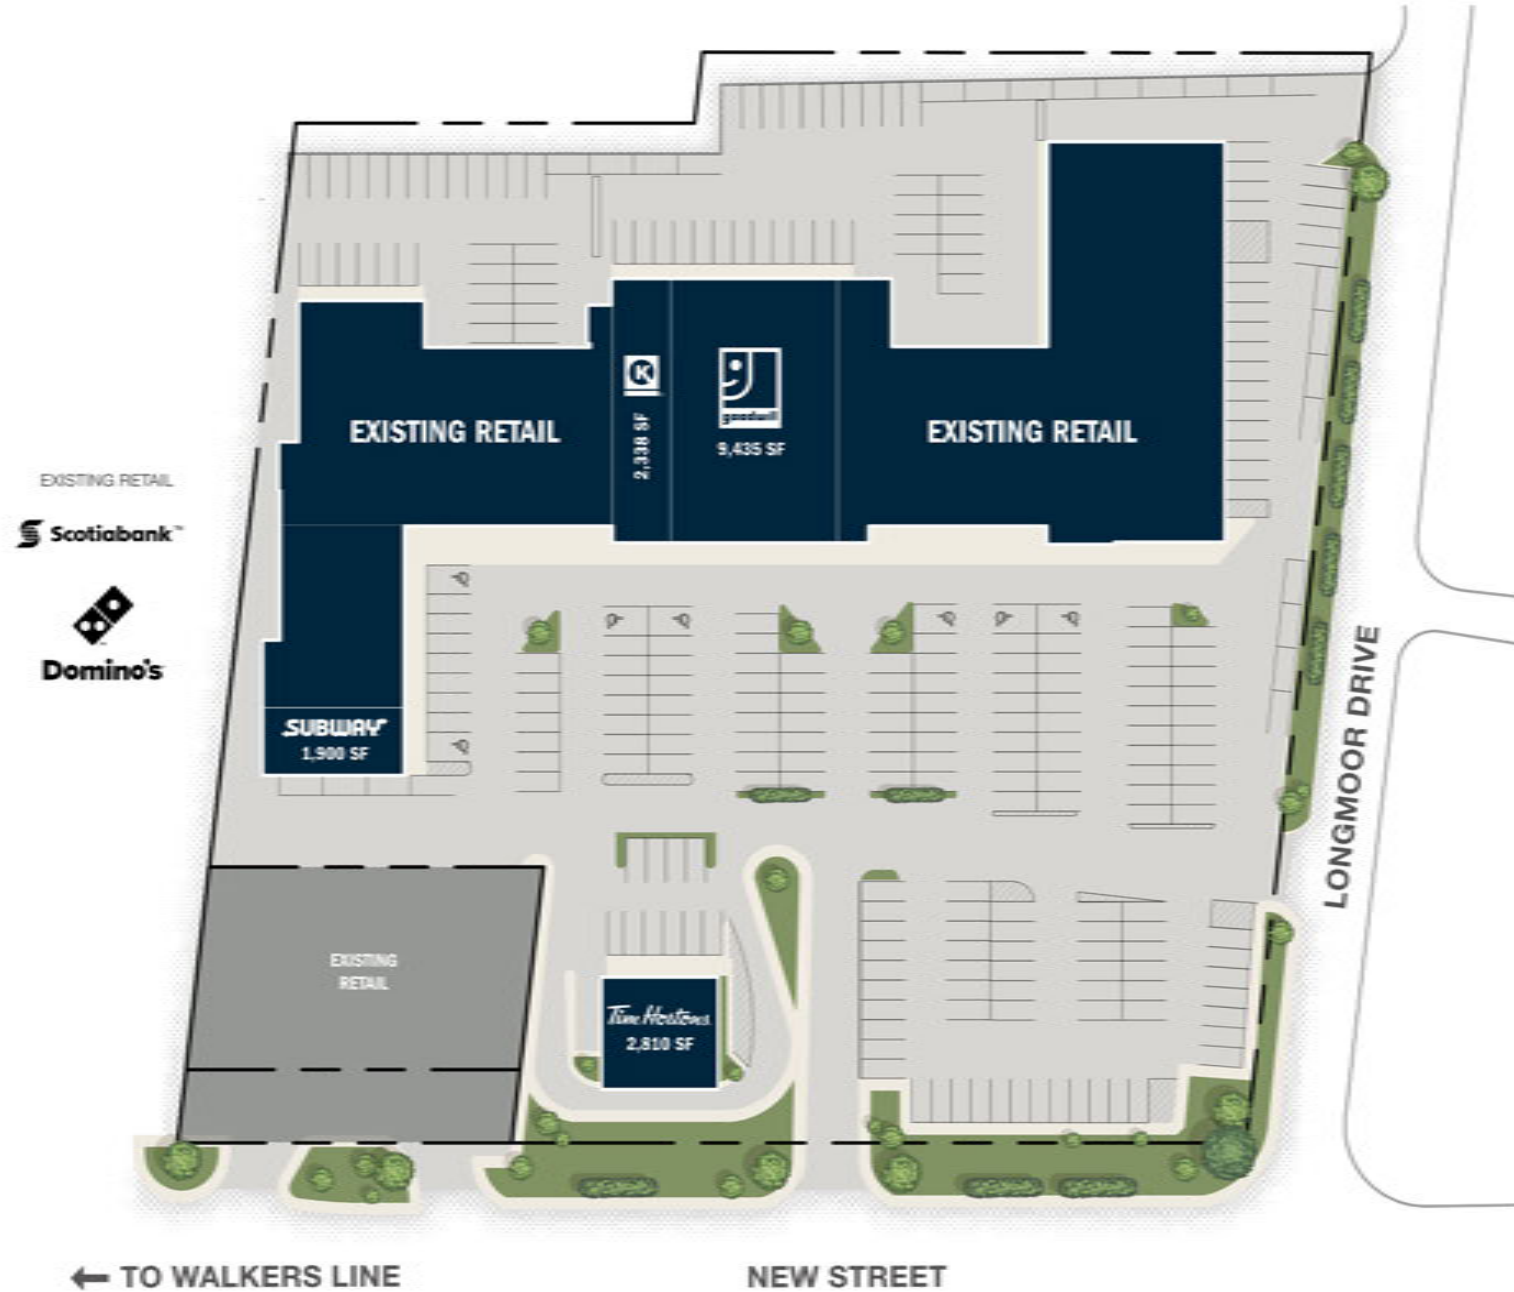 EXISTING RETAIL
EXISTING RETAIL
K
2,338 SF
goodwill
9,435 SF
EXISTING RETAIL
Scotiabank™
Domino's
SUBWAY
1,900 SF
LONGMOOR DRIVE
EXISTING
RETAIL
Tim Hortons
2,810 SF
TO WALKERS LINE
NEW STREET